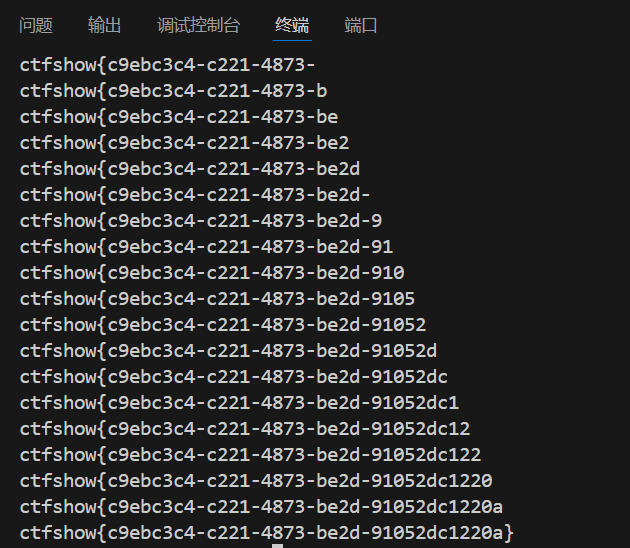 问题 输出 调试控制台 终端 端口
ctfshow{c9ebc3c4-c221-4873-
ctfshow{c9ebc3c4-c221-4873-b
ctfshow{c9ebc3c4-c221-4873-be
ctfshow{c9ebc3c4-c221-4873-be2
ctfshow{c9ebc3c4-c221-4873-be2d
ctfshow{c9ebc3c4-c221-4873-be2d-
ctfshow{c9ebc3c4-c221-4873-be2d-9
ctfshow{c9ebc3c4-c221-4873-be2d-91
ctfshow{c9ebc3c4-c221-4873-be2d-910
ctfshow{c9ebc3c4-c221-4873-be2d-9105
ctfshow{c9ebc3c4-c221-4873-be2d-91052
ctfshow{c9ebc3c4-c221-4873-be2d-91052d
ctfshow{c9ebc3c4-c221-4873-be2d-91052dc
ctfshow{c9ebc3c4-c221-4873-be2d-91052dc1
ctfshow{c9ebc3c4-c221-4873-be2d-91052dc12
ctfshow{c9ebc3c4-c221-4873-be2d-91052dc122
ctfshow{c9ebc3c4-c221-4873-be2d-91052dc1220
ctfshow{c9ebc3c4-c221-4873-be2d-91052dc1220a
ctfshow{c9ebc3c4-c221-4873-be2d-91052dc1220a}